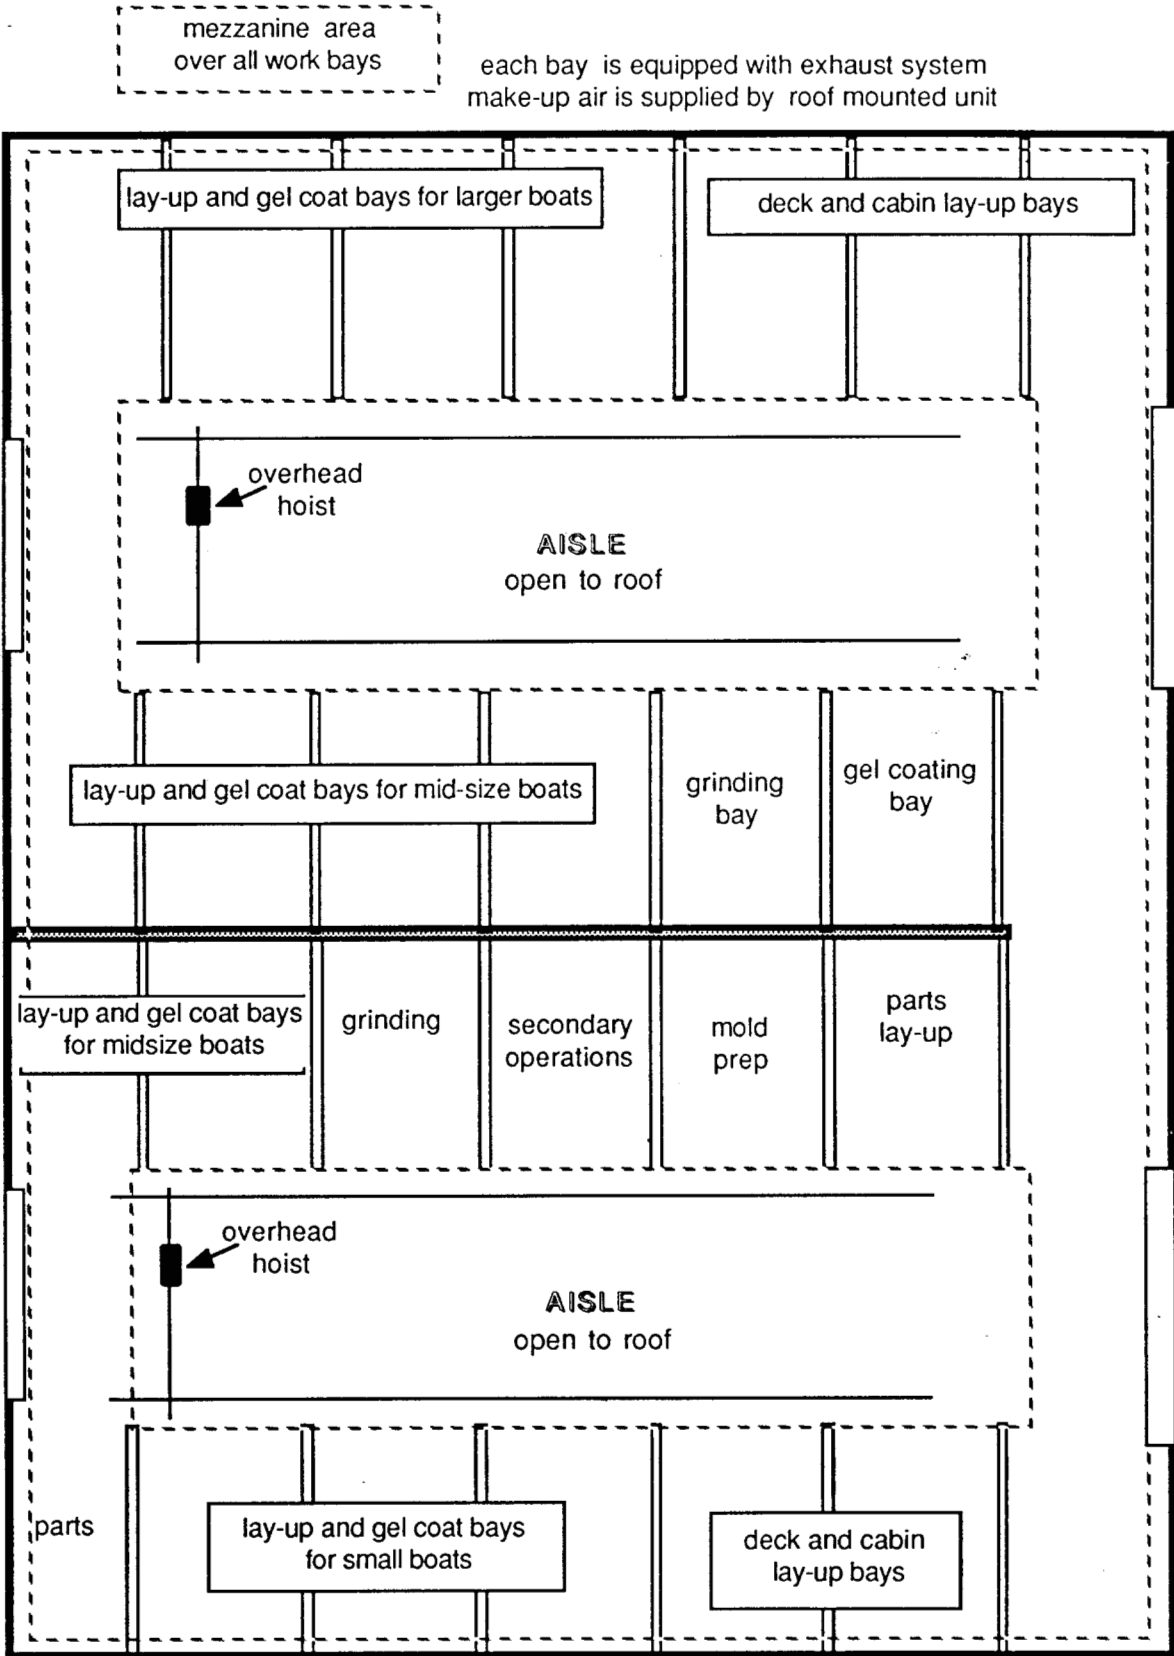 mezzanine area
over all work bays
each bay is equipped with exhaust system
make-up air is supplied by roof mounted unit
lay-up and gel coat bays for larger boats
deck and cabin lay-up bays
overhead
hoist
AISLE
open to roof
lay-up and gel coat bays for mid-size boats
grinding
bay
gel coating
bay
lay-up and gel coat bays
for midsize boats
grinding
secondary
operations
mold
prep
parts
lay-up
overhead
hoist
AISLE
open to roof
parts
lay-up and gel coat bays
for small boats
deck and cabin
lay-up bays